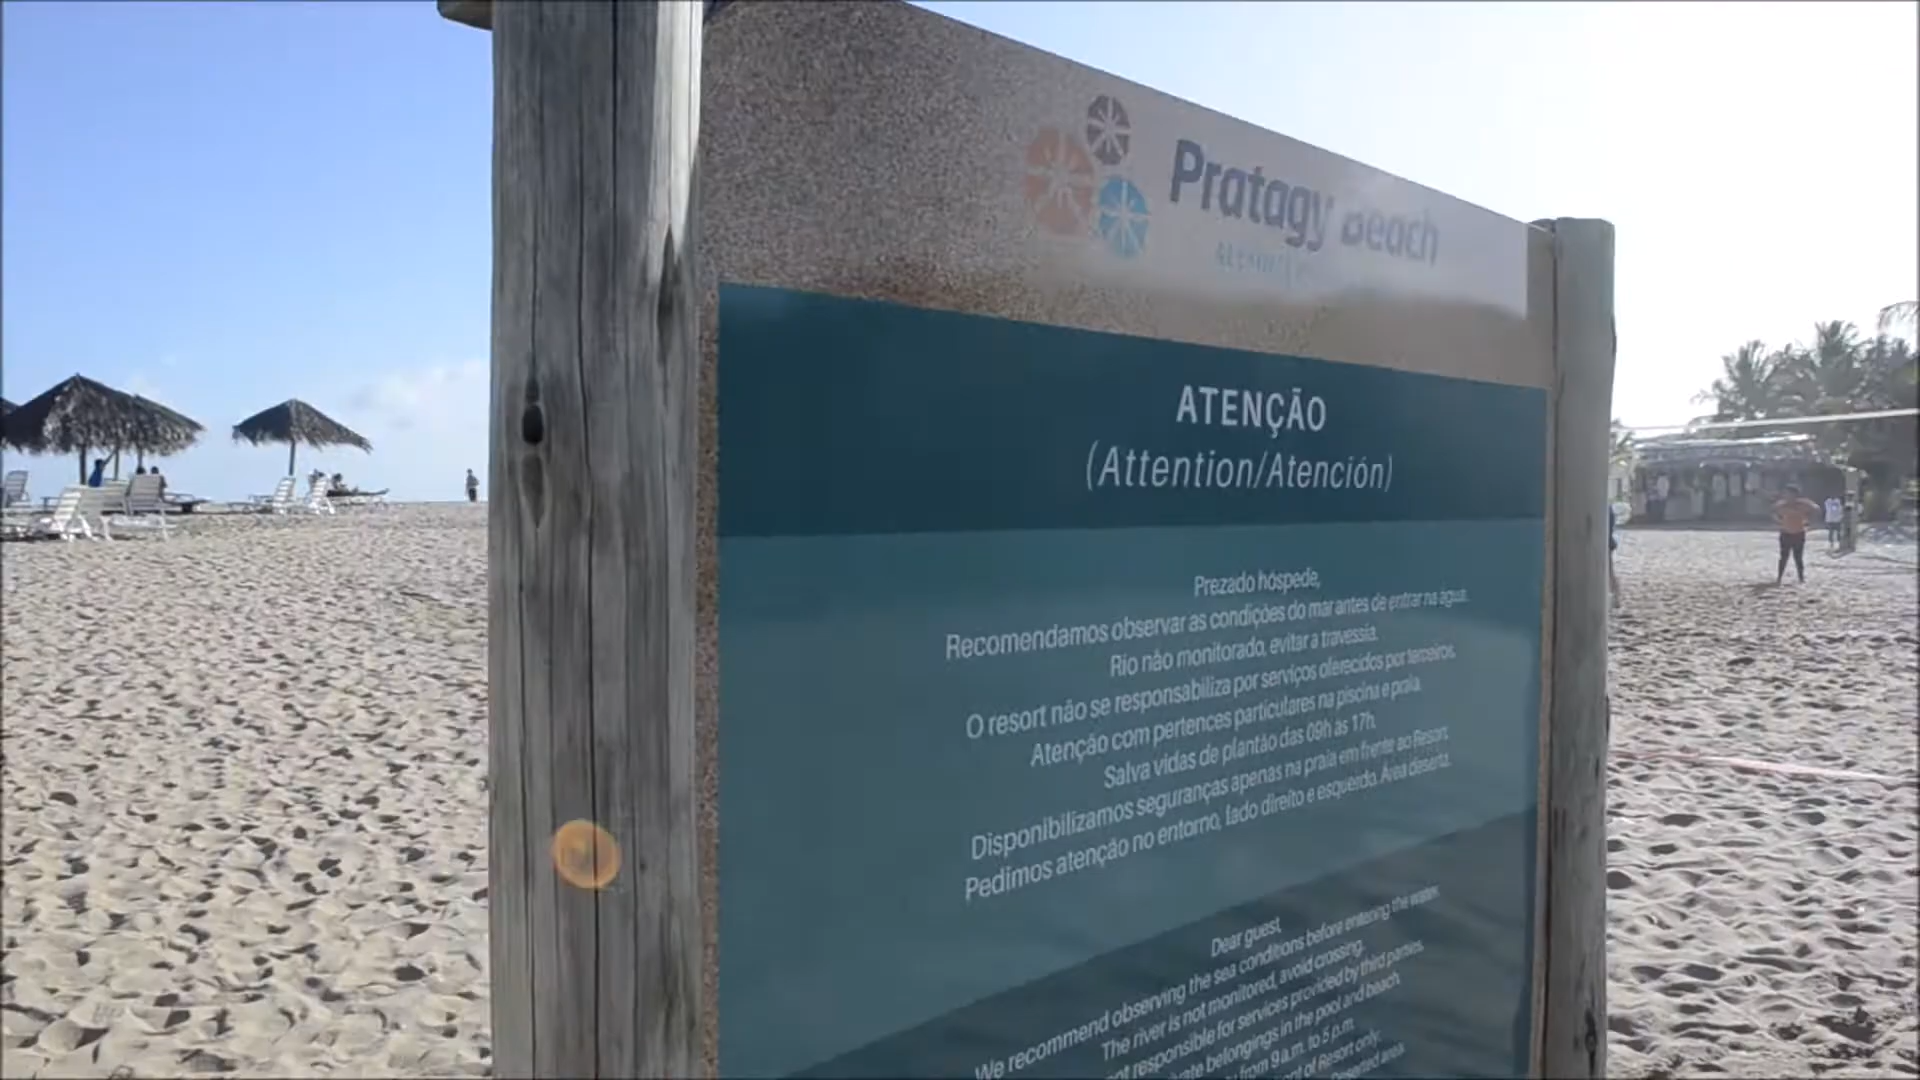 Pratagy Beach
ATENÇÃO
(Attention/Atención)
Prezado hóspede,
Recomendamos observar as condições do mar antes de entrar na água.
Rio não monitorado, evitar a travessia.
O resort não se responsabiliza por serviços oferecidos por terceiros.
Atenção com pertences particulares na piscina e praia.
Salva vidas de plantão das 09h às 17h.
Disponibilizamos seguranças apenas na praia em frente ao Resort.
Pedimos atenção no entorno, lado direito e esquerdo. Área deserta.
Dear guest,
We recommend observing the sea conditions before entering the water.
The river is not monitored, avoid crossing.
responsible for services provided by third parties.
belongings in the pool and beach.
from 9 a.m. to 5 p.m.
of Resort only.
Deserted area